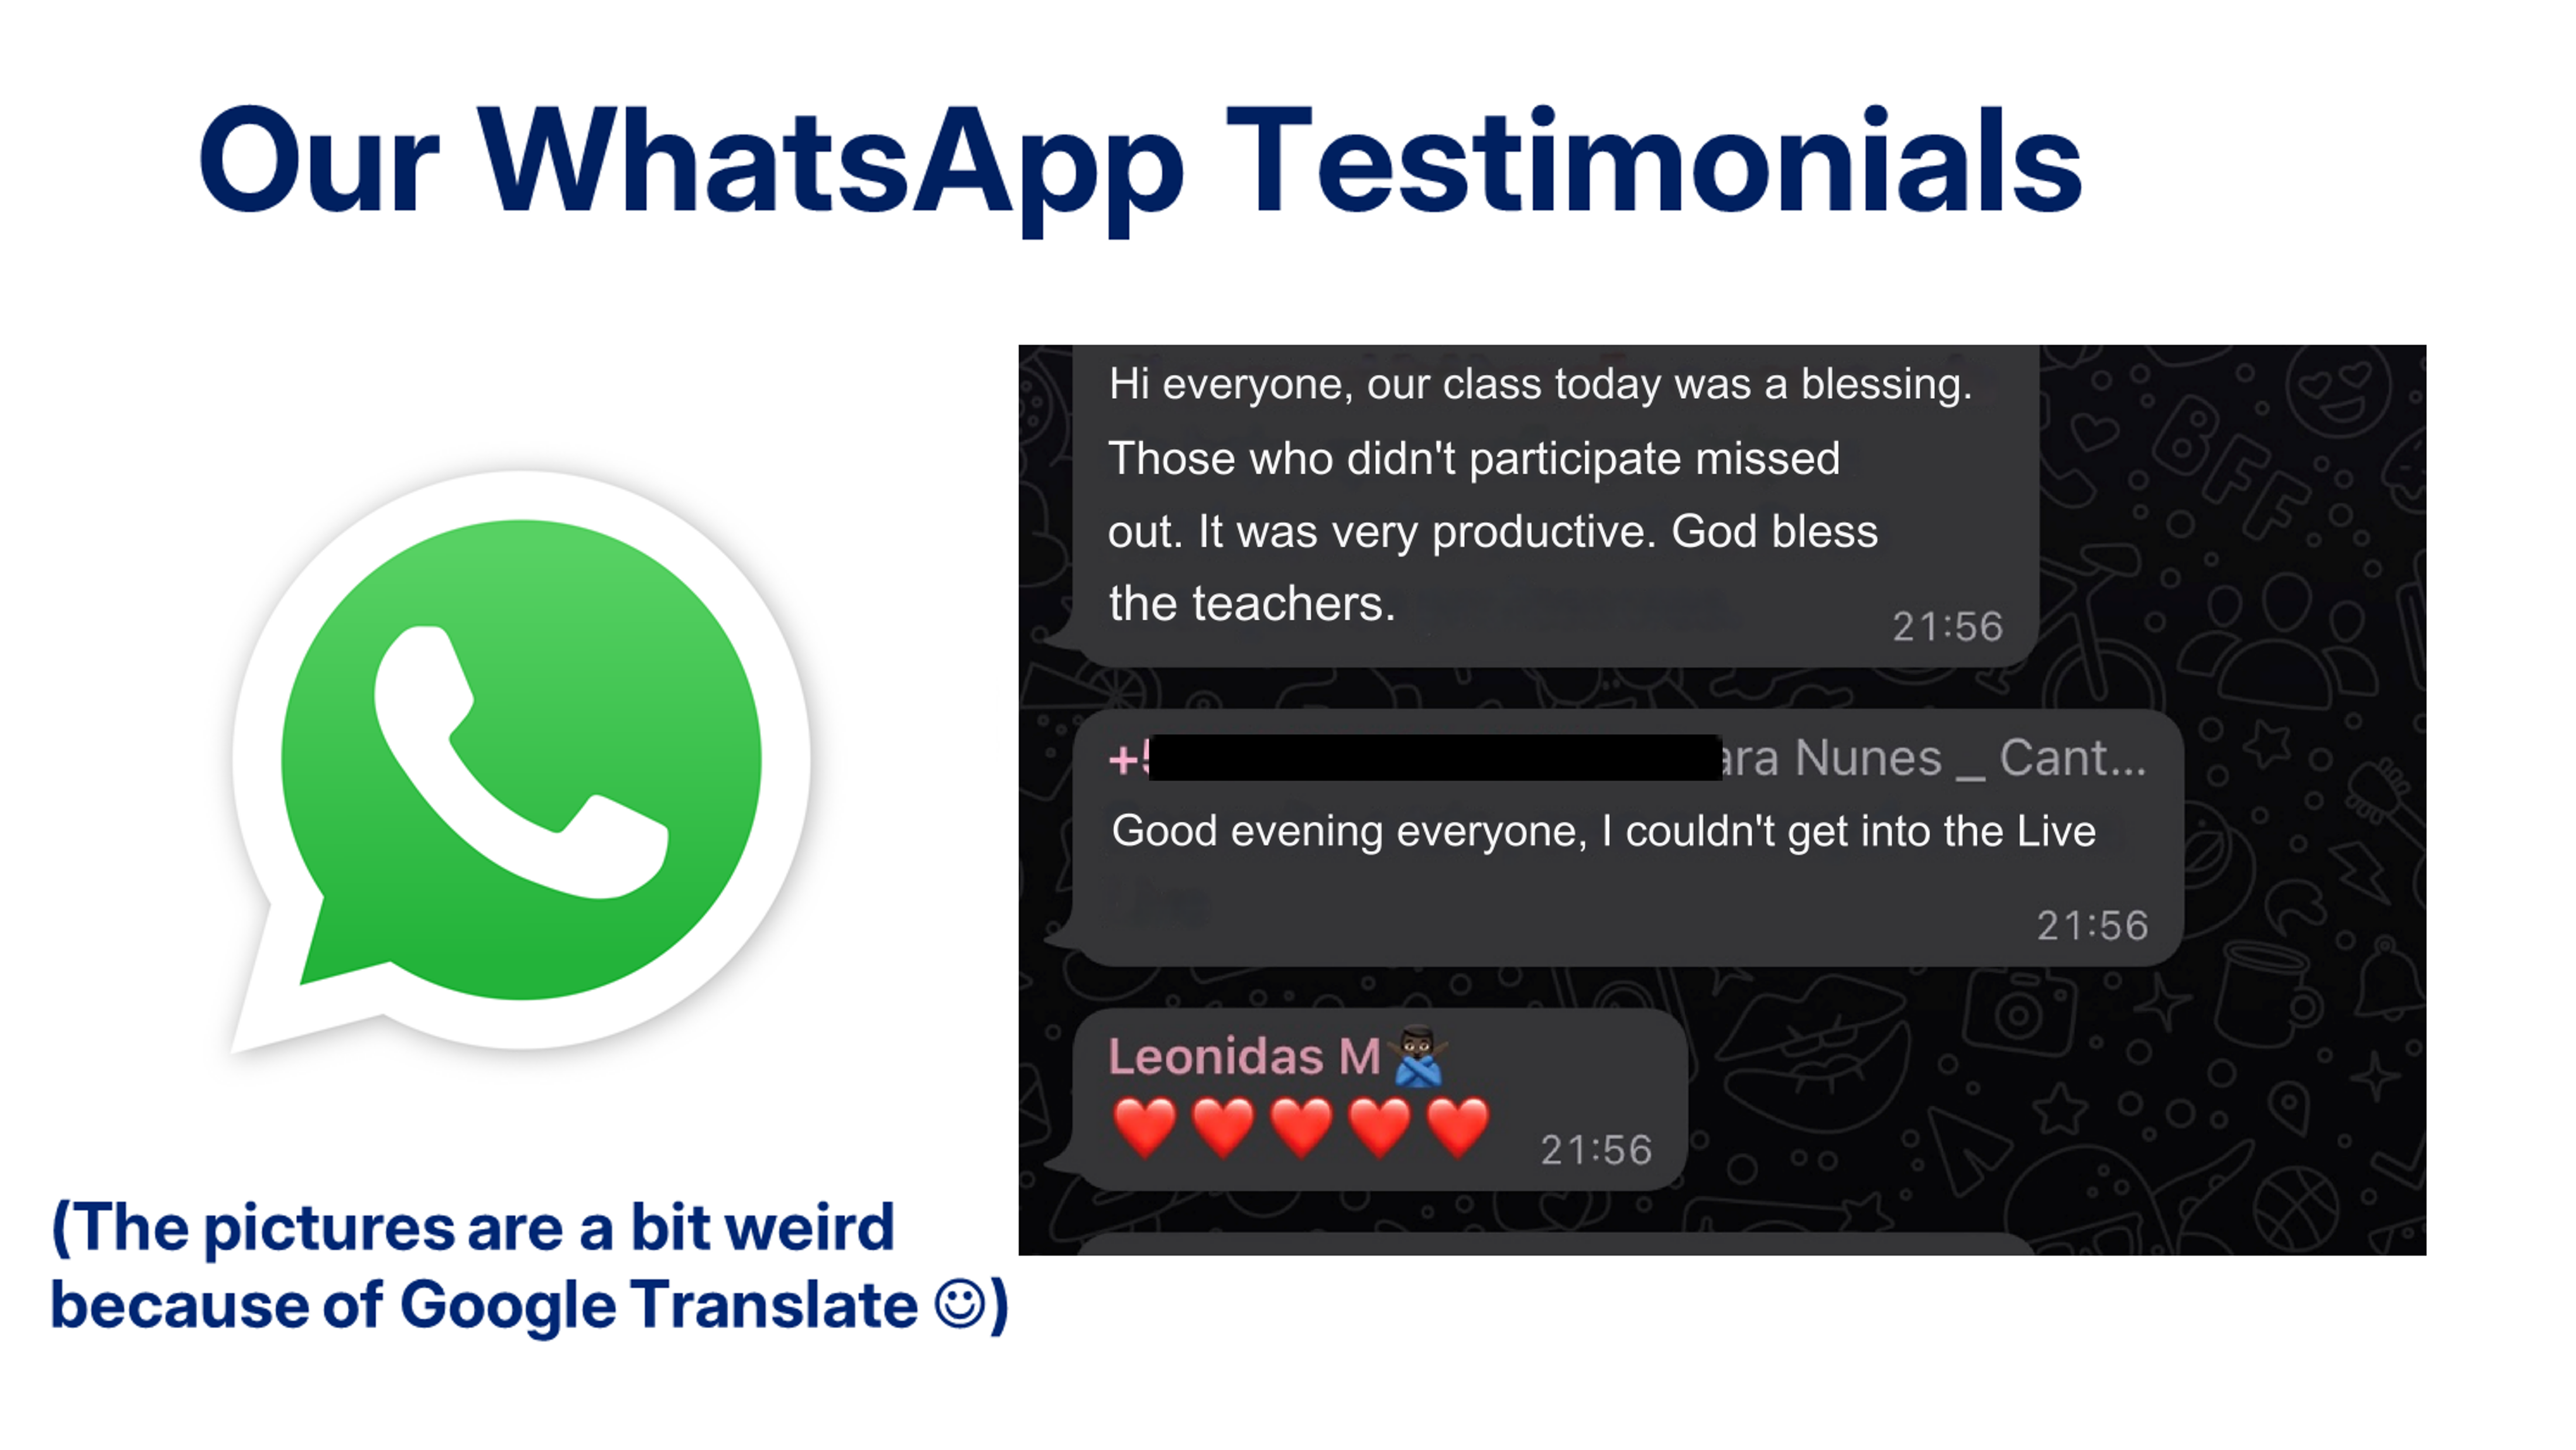 Our WhatsApp Testimonials
Hi everyone, our class today was a blessing.
Those who didn't participate missed
out. It was very productive. God bless
the teachers.
21:56
Nunes _ Cant...
Good evening everyone, I couldn't get into the Live
21:56
Leonidas M🙅🏿‍♂️
❤️❤️❤️❤️❤️ 21:56
(The pictures are a bit weird
because of Google Translate ☺)